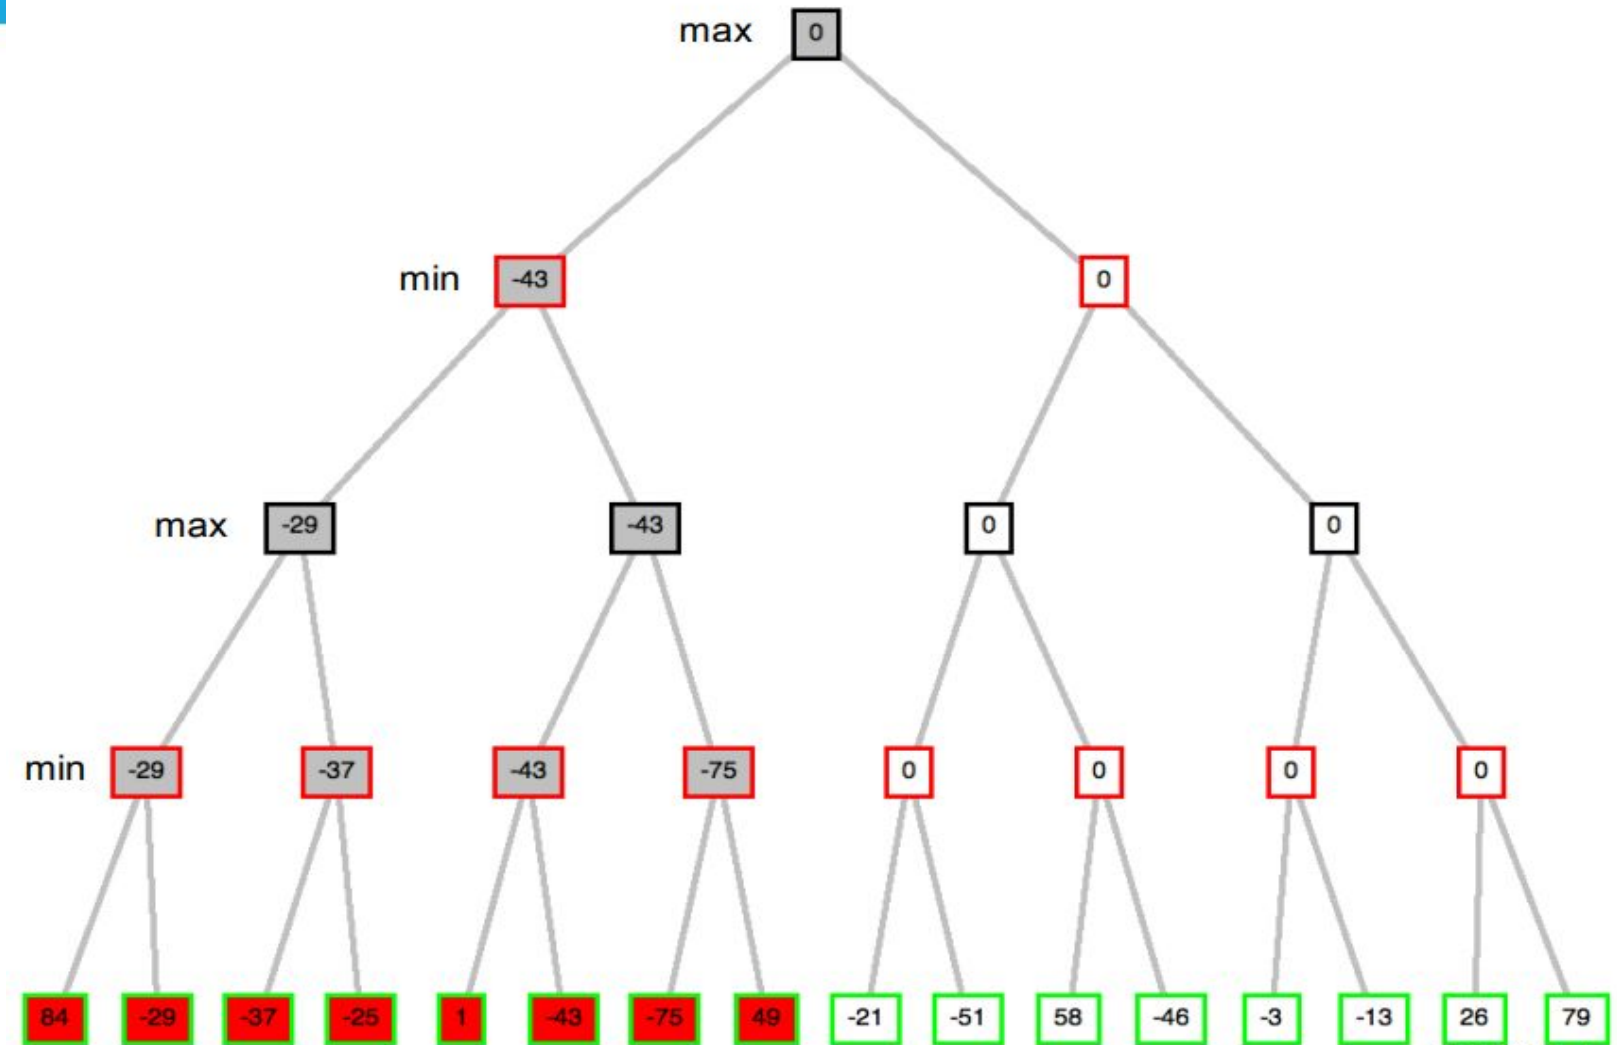 max 0
min -43 0
max -29 -43 0 0
min -29 -37 -43 -75 0 0 0 0
84 -29 -37 -25 1 -43 -75 49 -21 -51 58 -46 -3 -13 26 79